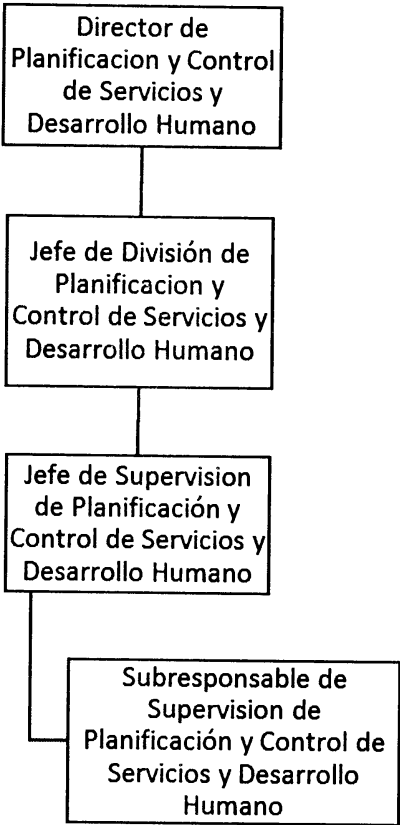 Director de
Planificacion y Control
de Servicios y
Desarrollo Humano
Jefe de División de
Planificacion y
Control de Servicios y
Desarrollo Humano
Jefe de Supervision
de Planificación y
Control de Servicios y
Desarrollo Humano
Subresponsable de
Supervision de
Planificación y Control de
Servicios y Desarrollo
Humano